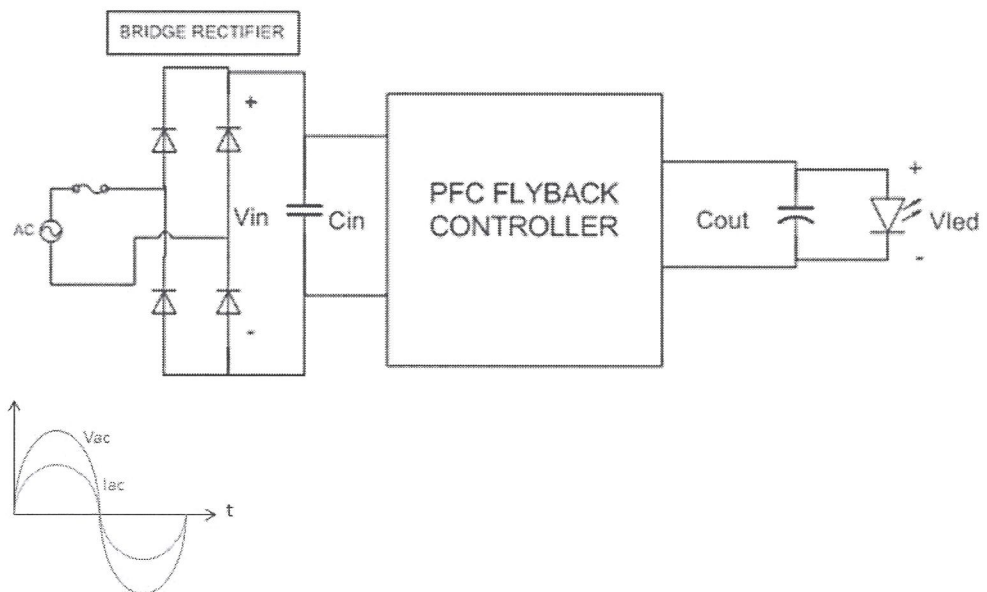 BRIDGE RECTIFIER
+
AC
Vin
Cin
-
PFC FLYBACK
CONTROLLER
Cout
+
Vled
-
Vac
Iac
t